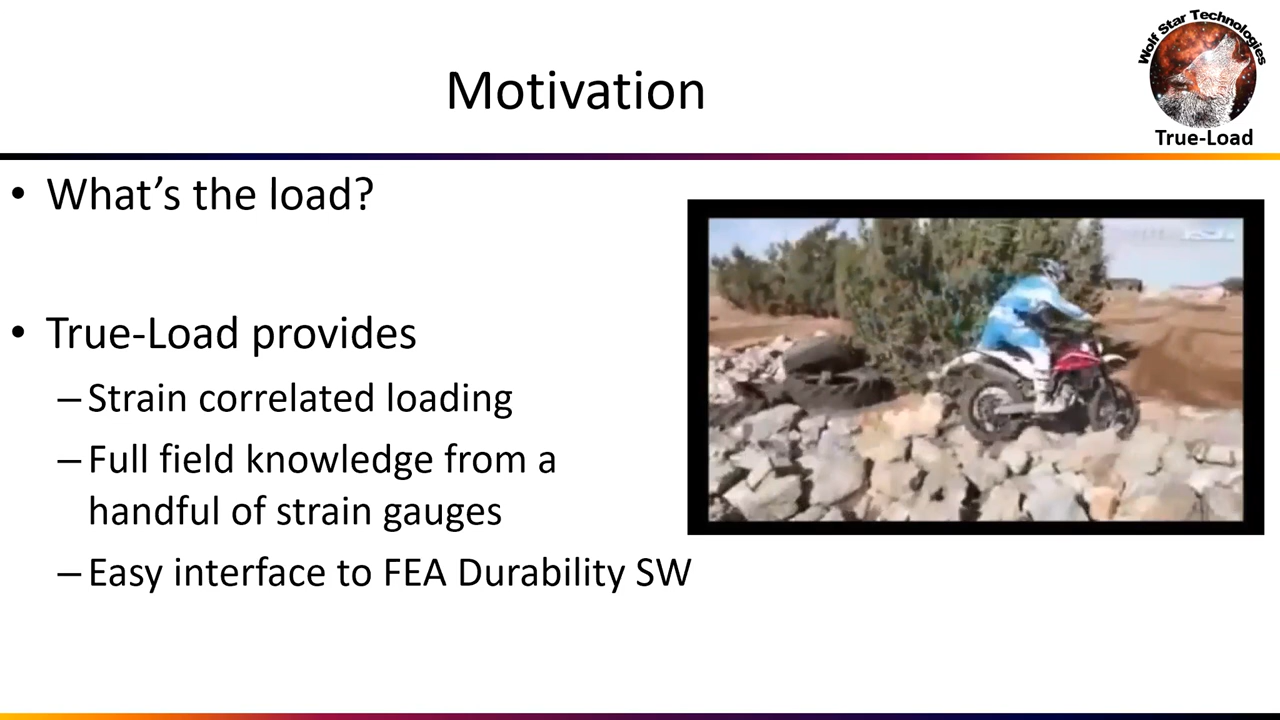 Wolf Star Technologies
True-Load
Motivation
• What's the load?
• True-Load provides
– Strain correlated loading
– Full field knowledge from a
handful of strain gauges
– Easy interface to FEA Durability SW